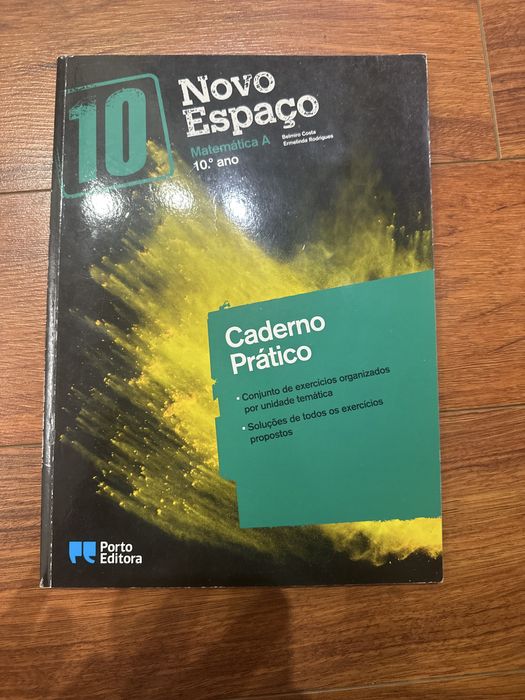 10
Novo
Espaço
Belmiro Costa
Ermelinda Rodrigues
Matemática A
10.º ano
Caderno
Prático
• Conjunto de exercícios organizados
por unidade temática
• Soluções de todos os exercícios
propostos
Porto
Editora